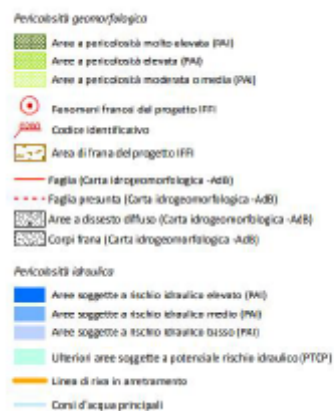 Pericolosità geomorfologica
Aree a pericolosità molto elevata (PAI)
Aree a pericolosità elevata (PAI)
Aree a pericolosità moderata o media (PAI)
Fenomeni franosi del progetto IFFI
Codice identificativo
Area di frana del progetto IFFI
Faglia (Carta idrogeomorfologica -AdB)
Faglia presunta (Carta idrogeomorfologica -AdB)
Aree a dissesto diffuso (Carta idrogeomorfologica -AdB)
Corpi frana (Carta idrogeomorfologica -AdB)
Pericolosità idraulica
Aree soggette a rischio idraulico elevato (PAI)
Aree soggette a rischio idraulico medio (PAI)
Aree soggette a rischio idraulico basso (PAI)
Ulteriori aree soggette a potenziale rischio idraulico (PTCP)
Linea di riva in arretramento
Corsi d'acqua principali